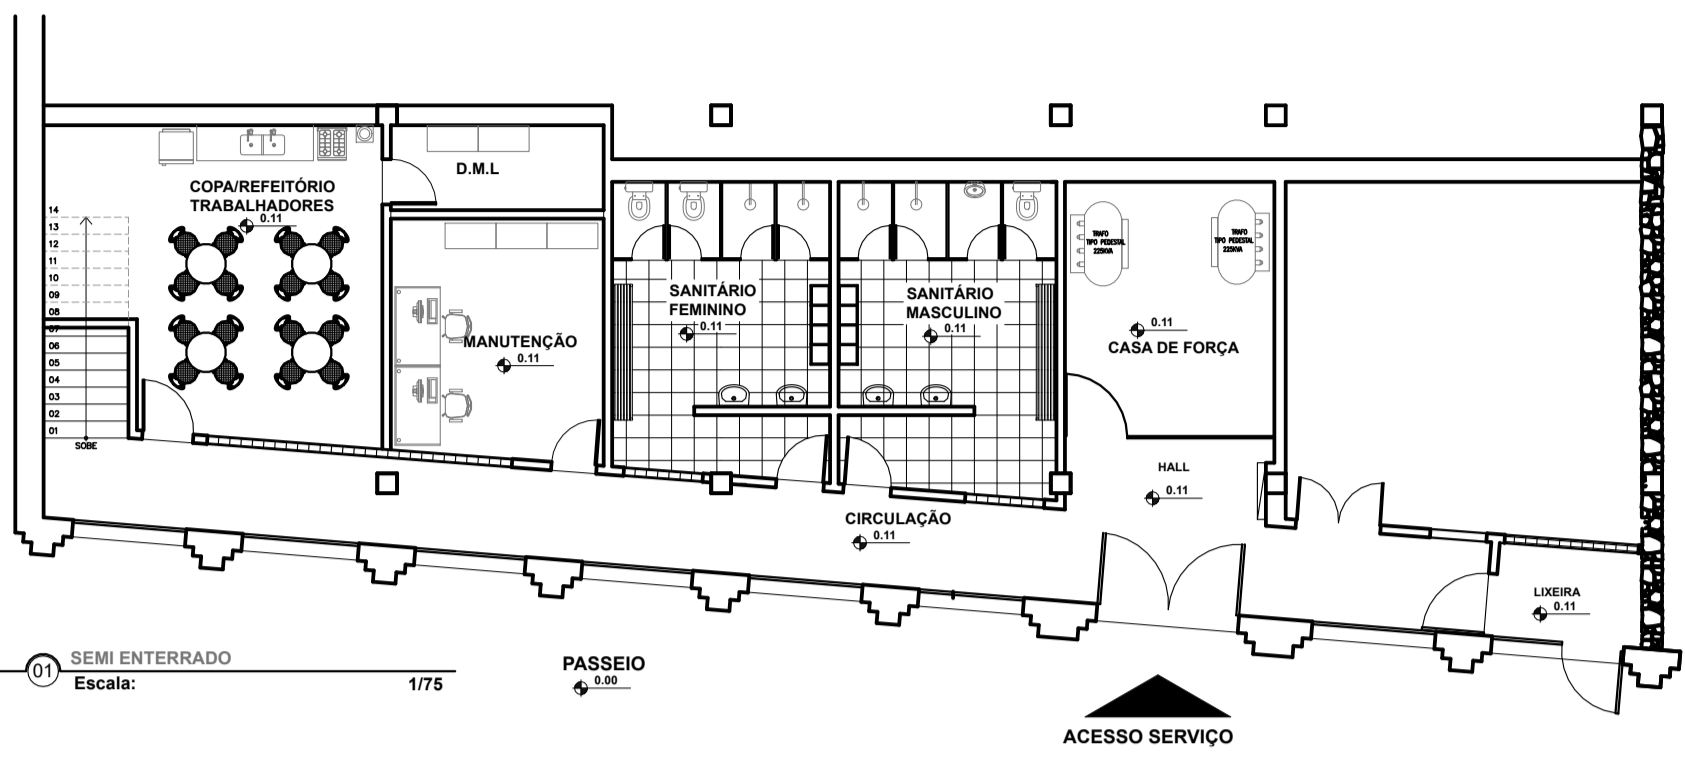 D.M.L
COPA/REFEITÓRIO
TRABALHADORES
0.11
14
13
12
11
10
09
08
07
06
05
04
03
02
01
SOBE
MANUTENÇÃO
0.11
SANITÁRIO
FEMININO
0.11
SANITÁRIO
MASCULINO
0.11
TRAFO
TIPO PEDESTAL
225KVA
TRAFO
TIPO PEDESTAL
225KVA
0.11
CASA DE FORÇA
HALL
0.11
CIRCULAÇÃO
0.11
LIXEIRA
0.11
01
SEMI ENTERRADO
Escala: 1/75
PASSEIO
0.00
ACESSO SERVIÇO